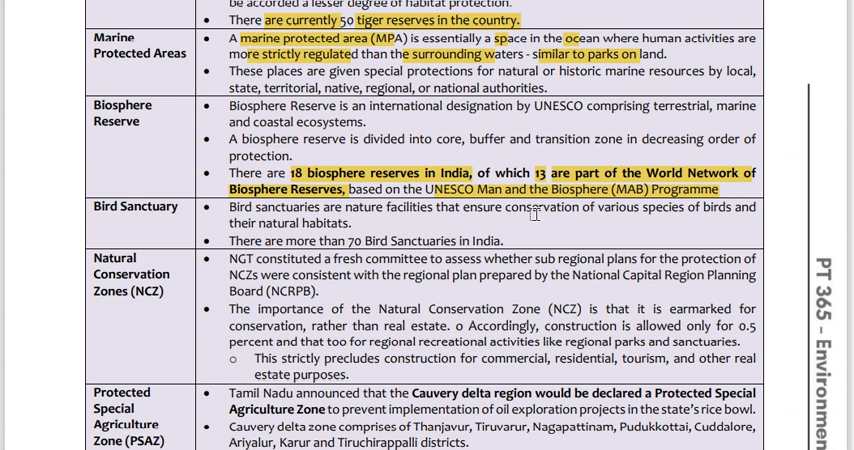 be accorded a lesser degree of habitat protection.
• There are currently 50 tiger reserves in the country.
Marine Protected Areas
• A marine protected area (MPA) is essentially a space in the ocean where human activities are
more strictly regulated than the surrounding waters - similar to parks on land.
• These places are given special protections for natural or historic marine resources by local,
state, territorial, native, regional, or national authorities.
Biosphere Reserve
• Biosphere Reserve is an international designation by UNESCO comprising terrestrial, marine
and coastal ecosystems.
• A biosphere reserve is divided into core, buffer and transition zone in decreasing order of
protection.
• There are 18 biosphere reserves in India, of which 13 are part of the World Network of
Biosphere Reserves, based on the UNESCO Man and the Biosphere (MAB) Programme
Bird Sanctuary
• Bird sanctuaries are nature facilities that ensure conservation of various species of birds and
their natural habitats.
• There are more than 70 Bird Sanctuaries in India.
Natural Conservation Zones (NCZ)
• NGT constituted a fresh committee to assess whether sub regional plans for the protection of
NCZs were consistent with the regional plan prepared by the National Capital Region Planning
Board (NCRPB).
• The importance of the Natural Conservation Zone (NCZ) is that it is earmarked for
conservation, rather than real estate. o Accordingly, construction is allowed only for 0.5
percent and that too for regional recreational activities like regional parks and sanctuaries.
o This strictly precludes construction for commercial, residential, tourism, and other real
estate purposes.
Protected Special Agriculture Zone (PSAZ)
• Tamil Nadu announced that the Cauvery delta region would be declared a Protected Special
Agriculture Zone to prevent implementation of oil exploration projects in the state's rice bowl.
• Cauvery delta zone comprises of Thanjavur, Tiruvarur, Nagapattinam, Pudukkottai, Cuddalore,
Ariyalur, Karur and Tiruchirappalli districts.
PT 365 - Environmen